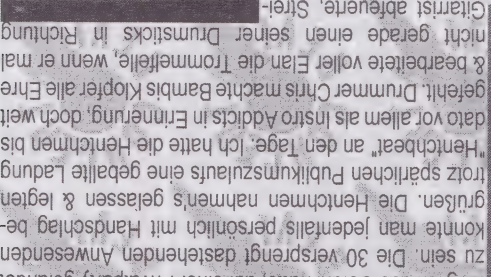 zu sein. Die 30 versprengt dastehenden Anwesenden
konnte man jedenfalls persönlich mit Handschlag be-
grüßen. Die Hentchmen nahmen's gelassen & legten
trotz spärlichen Publikumszulaufs eine geballte Ladung
"Hentchbeat" an den Tage. Ich hatte die Hentchmen bis
dato vor allem als Instro Addicts in Erinnerung, doch weit
gefehlt. Drummer Chris machte Bambis Klopfer alle Ehre
& bearbeitete voller Elan die Trommelfelle, wenn er mal
nicht gerade einen seiner Drumsticks in Richtung
Gitarrist abfeuerte. Strei-